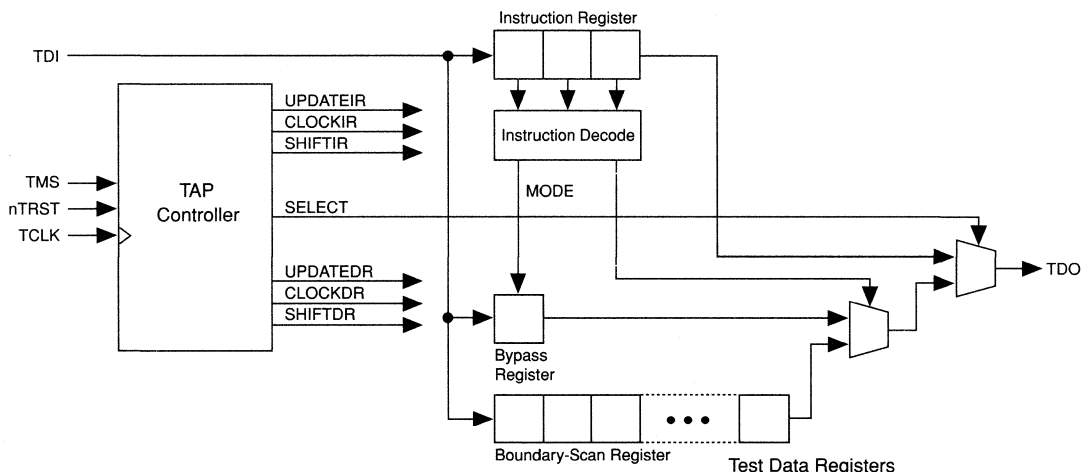 Instruction Register
TDI
UPDATEIR
CLOCKIR
SHIFTIR
Instruction Decode
TMS
nTRST
TCLK
TAP
Controller
MODE
SELECT
TDO
UPDATEDR
CLOCKDR
SHIFTDR
Bypass
Register
Boundary-Scan Register
Test Data Registers